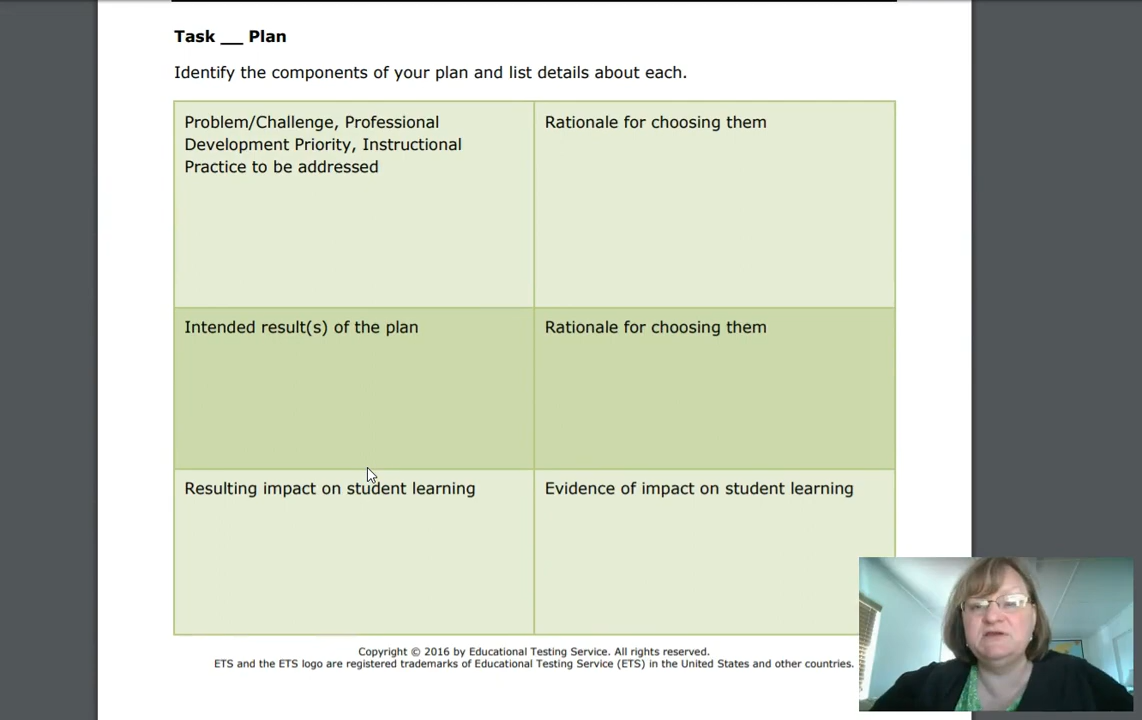 Task __ Plan
Identify the components of your plan and list details about each.
Problem/Challenge, Professional
Development Priority, Instructional
Practice to be addressed
Rationale for choosing them
Intended result(s) of the plan
Rationale for choosing them
Resulting impact on student learning
Evidence of impact on student learning
Copyright © 2016 by Educational Testing Service. All rights reserved.
ETS and the ETS logo are registered trademarks of Educational Testing Service (ETS) in the United States and other countries.